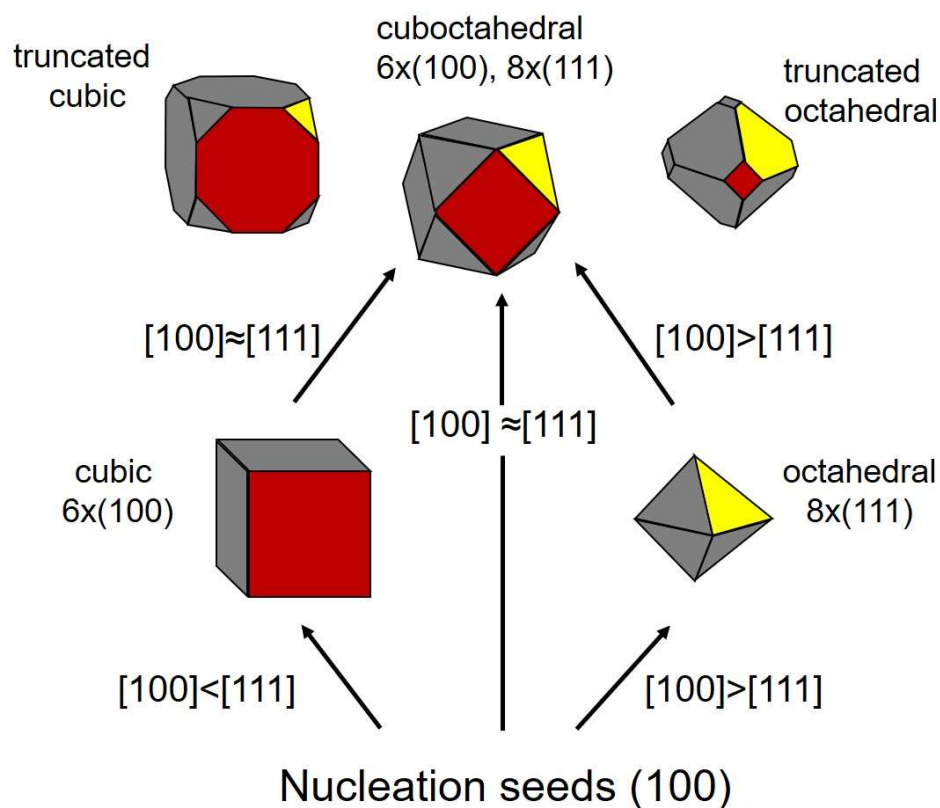 truncated
cubic
cuboctahedral
6x(100), 8x(111)
truncated
octahedral
[100]≈[111]
[100] ≈[111]
[100]>[111]
cubic
6x(100)
octahedral
8x(111)
[100]<[111]
[100]>[111]
Nucleation seeds (100)